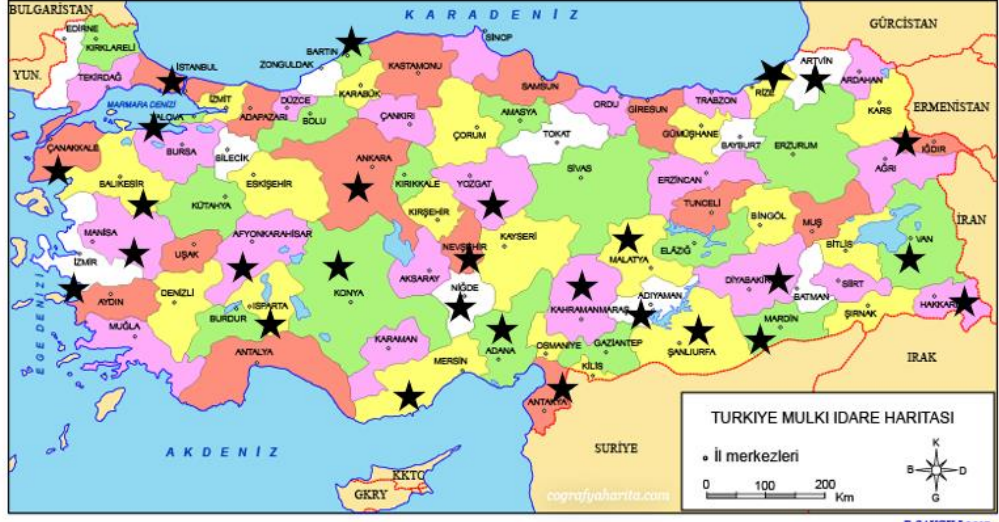 BULGARİSTAN
KARADENİZ
GÜRCİSTAN
EDİRNE
KIRKLARELİ
SİNOP
BARTIN
ZONGULDAK
KASTAMONU
ARTVİN
İSTANBUL
YUN.
TEKİRDAĞ
ARDAHAN
KARABÜK
SAMSUN
RİZE
İZMİT
DÜZCE
ORDU
GİRESUN
TRABZON
KARS
ERMENİSTAN
MARMARA DENİZİ
YALOVA
ADAPAZARI
BOLU
ÇANKIRI
AMASYA
ÇORUM
TOKAT
GÜMÜŞHANE
BAYBURT
ERZURUM
IĞDIR
ÇANAKKALE
BURSA
BİLECİK
ANKARA
AĞRI
BALIKESİR
ESKİŞEHİR
KIRIKKALE
YOZGAT
SİVAS
ERZİNCAN
KÜTAHYA
KIRŞEHİR
TUNCELİ
BİNGÖL
MUŞ
İRAN
MANİSA
AFYONKARAHİSAR
UŞAK
NEVŞEHİR
KAYSERİ
ELAZIĞ
BİTLİS
VAN
İZMİR
MALATYA
AKSARAY
NİĞDE
DİYABAKIR
SİİRT
BATMAN
AYDIN
DENİZLİ
ISPARTA
KONYA
BURDUR
KAHRAMANMARAŞ
ADIYAMAN
HAKKARİ
ŞIRNAK
MARDİN
EGE DENİZİ
MUĞLA
ANTALYA
KARAMAN
MERSİN
ADANA
OSMANİYE
GAZİANTEP
ŞANLIURFA
KİLİS
IRAK
ANTAKYA
AKDENİZ
SURİYE
KKTC
GKRY
cografyaharita.com
TURKIYE MULKI IDARE HARITASI
İl merkezleri
K
B D
G
0 100 200 Km